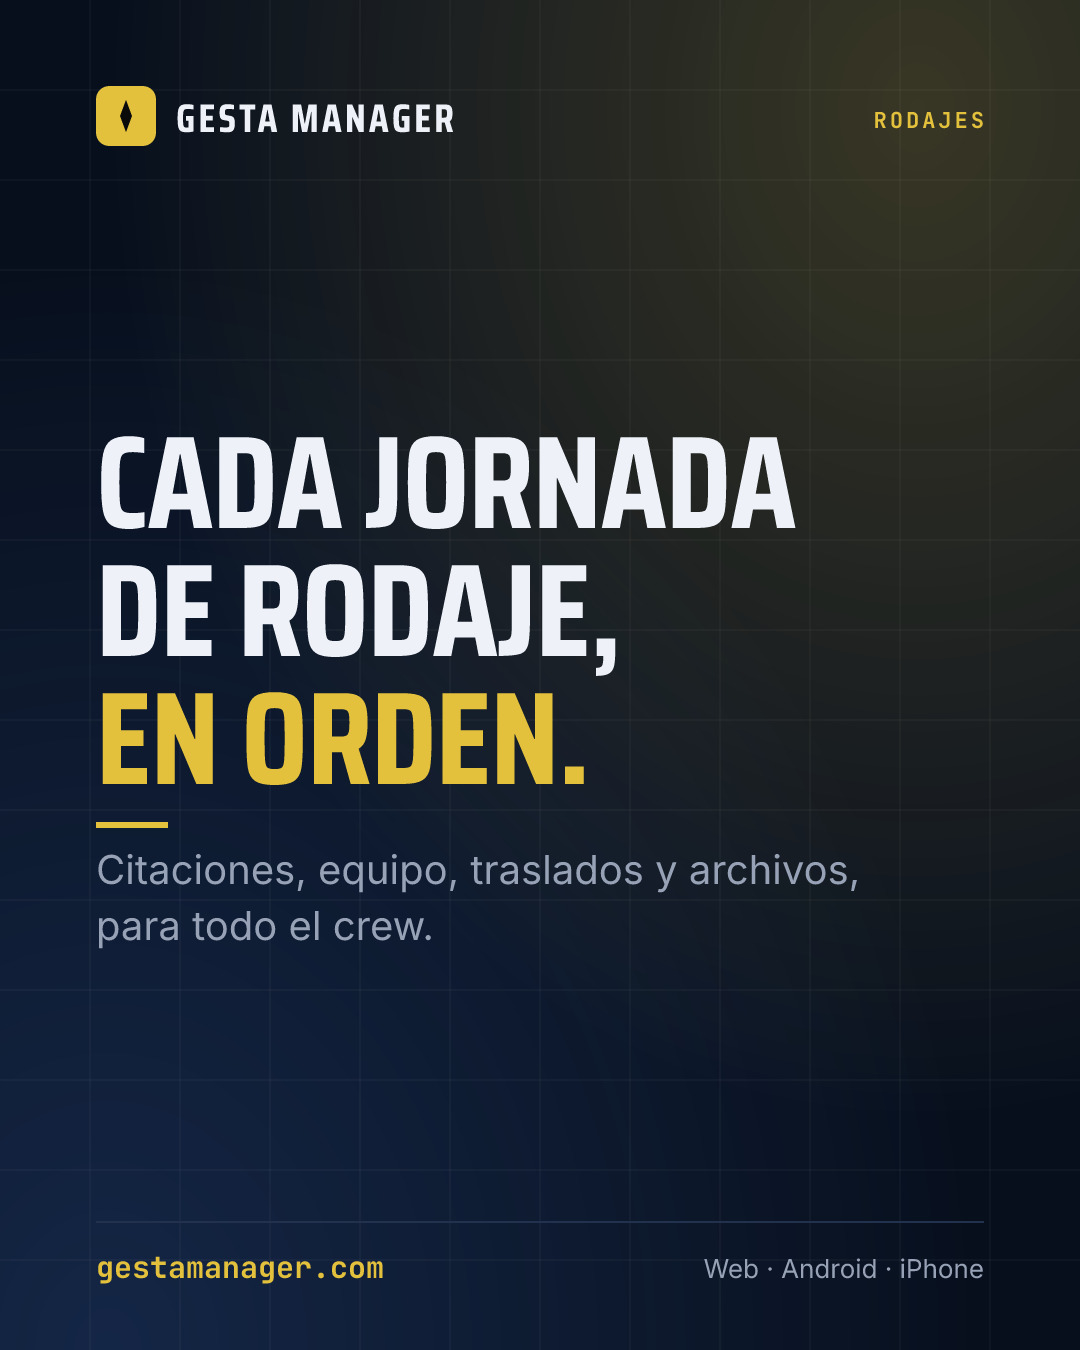 GESTA MANAGER
RODAJES
CADA JORNADA
DE RODAJE,
EN ORDEN.
Citaciones, equipo, traslados y archivos,
para todo el crew.
gestamanager.com
Web · Android · iPhone